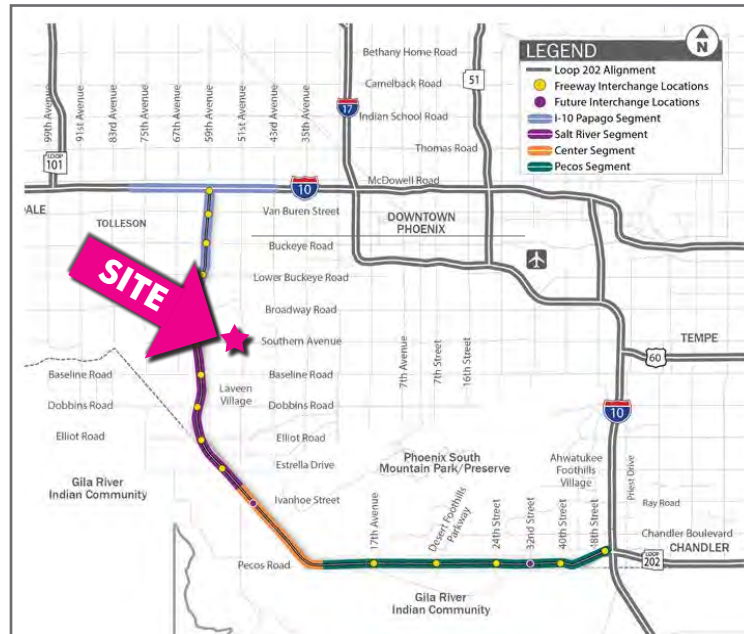 Bethany Home Road
Camelback Road
Indian School Road
Thomas Road
McDowell Road
51
17
N
LEGEND
Loop 202 Alignment
Freeway Interchange Locations
Future Interchange Locations
I-10 Papago Segment
Salt River Segment
Center Segment
Pecos Segment
99th Avenue
91st Avenue
83rd Avenue
75th Avenue
67th Avenue
59th Avenue
51st Avenue
43rd Avenue
35th Avenue
LOOP
101
10
DALE
TOLLESON
Van Buren Street
DOWNTOWN
PHOENIX
Buckeye Road
SITE
Lower Buckeye Road
Broadway Road
Southern Avenue
TEMPE
60
7th Avenue
7th Street
16th Street
Baseline Road
Baseline Road
Laveen
Village
Dobbins Road
Dobbins Road
10
Elliot Road
Elliot Road
Estrella Drive
Phoenix South
Mountain Park/Preserve
Ahwatukee
Foothills
Village
Priest Drive
Gila River
Indian Community
Ivanhoe Street
Ray Road
17th Avenue
Desert Foothills
Parkway
24th Street
32nd Street
40th Street
48th Street
Chandler Boulevard
CHANDLER
LOOP
202
Pecos Road
Gila River
Indian Community